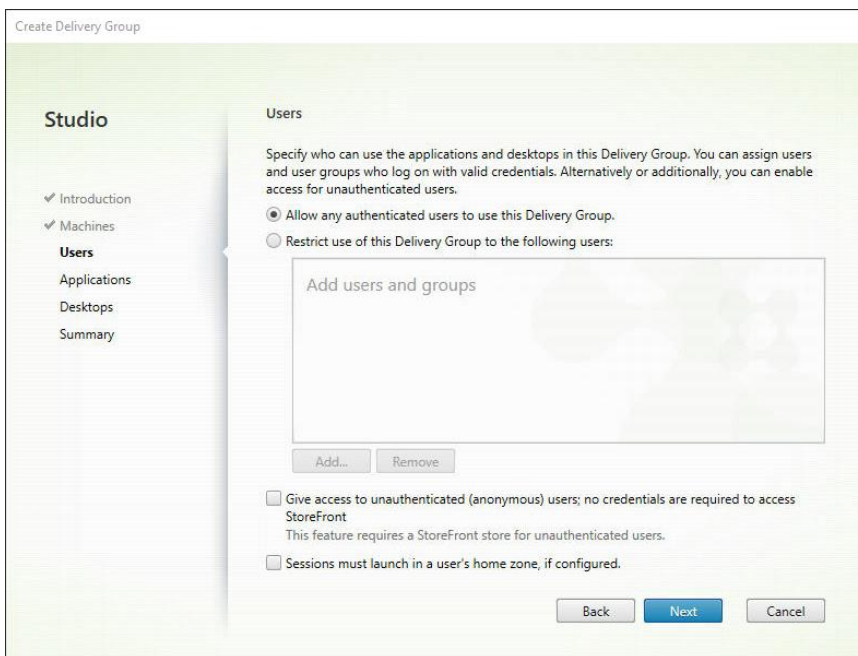 Create Delivery Group
Studio
Introduction
Machines
Users
Applications
Desktops
Summary
Users
Specify who can use the applications and desktops in this Delivery Group. You can assign users
and user groups who log on with valid credentials. Alternatively or additionally, you can enable
access for unauthenticated users.
Allow any authenticated users to use this Delivery Group.
Restrict use of this Delivery Group to the following users:
Add users and groups
Add...
Remove
Give access to unauthenticated (anonymous) users; no credentials are required to access
StoreFront
This feature requires a StoreFront store for unauthenticated users.
Sessions must launch in a user's home zone, if configured.
Back
Next
Cancel